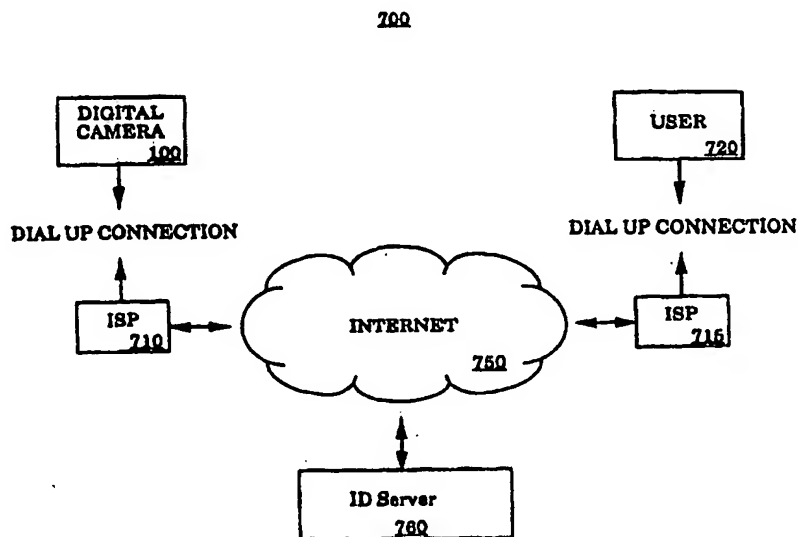 700
DIGITAL
CAMERA
100
USER
720
DIAL UP CONNECTION
DIAL UP CONNECTION
ISP
710
INTERNET
750
ISP
715
ID Server
760